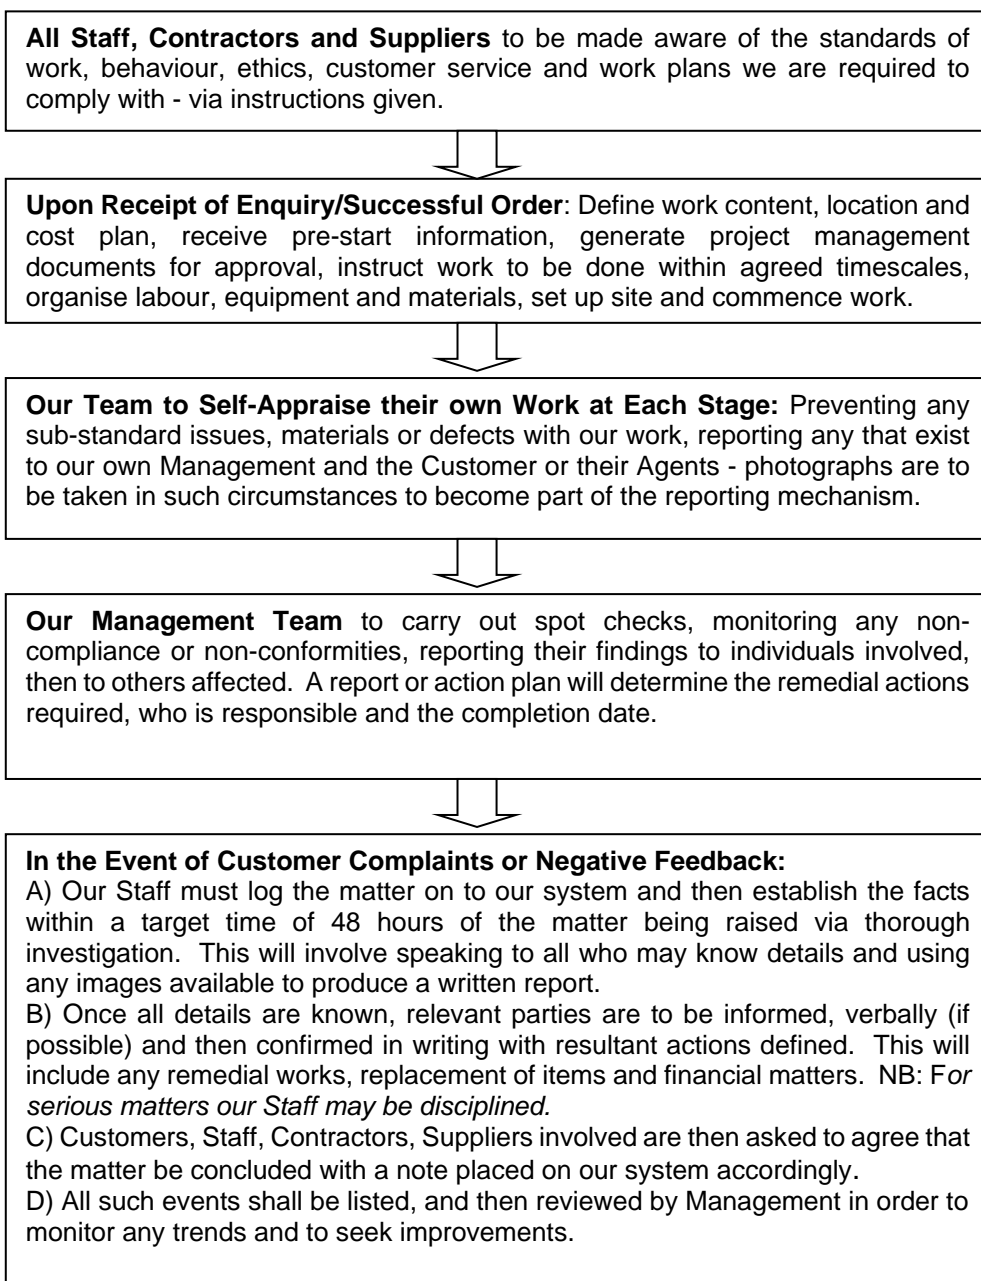 All Staff, Contractors and Suppliers to be made aware of the standards of
work, behaviour, ethics, customer service and work plans we are required to
comply with - via instructions given.
Upon Receipt of Enquiry/Successful Order: Define work content, location and
cost plan, receive pre-start information, generate project management
documents for approval, instruct work to be done within agreed timescales,
organise labour, equipment and materials, set up site and commence work.
Our Team to Self-Appraise their own Work at Each Stage: Preventing any
sub-standard issues, materials or defects with our work, reporting any that exist
to our own Management and the Customer or their Agents - photographs are to
be taken in such circumstances to become part of the reporting mechanism.
Our Management Team to carry out spot checks, monitoring any non-
compliance or non-conformities, reporting their findings to individuals involved,
then to others affected. A report or action plan will determine the remedial actions
required, who is responsible and the completion date.
In the Event of Customer Complaints or Negative Feedback:
A) Our Staff must log the matter on to our system and then establish the facts
within a target time of 48 hours of the matter being raised via thorough
investigation. This will involve speaking to all who may know details and using
any images available to produce a written report.
B) Once all details are known, relevant parties are to be informed, verbally (if
possible) and then confirmed in writing with resultant actions defined. This will
include any remedial works, replacement of items and financial matters. NB: For
serious matters our Staff may be disciplined.
C) Customers, Staff, Contractors, Suppliers involved are then asked to agree that
the matter be concluded with a note placed on our system accordingly.
D) All such events shall be listed, and then reviewed by Management in order to
monitor any trends and to seek improvements.